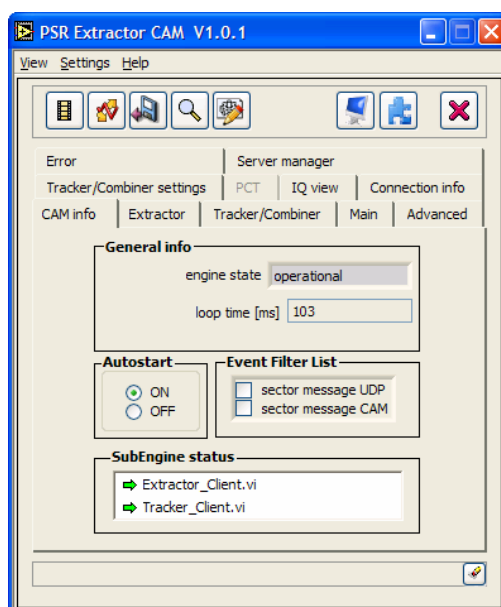 PSR Extractor CAM V1.0.1
View Settings Help
Error Server manager
Tracker/Combiner settings PCT IQ view Connection info
CAM info Extractor Tracker/Combiner Main Advanced
General info
engine state operational
loop time [ms] 103
Autostart
ON
OFF
Event Filter List
sector message UDP
sector message CAM
SubEngine status
Extractor_Client.vi
Tracker_Client.vi